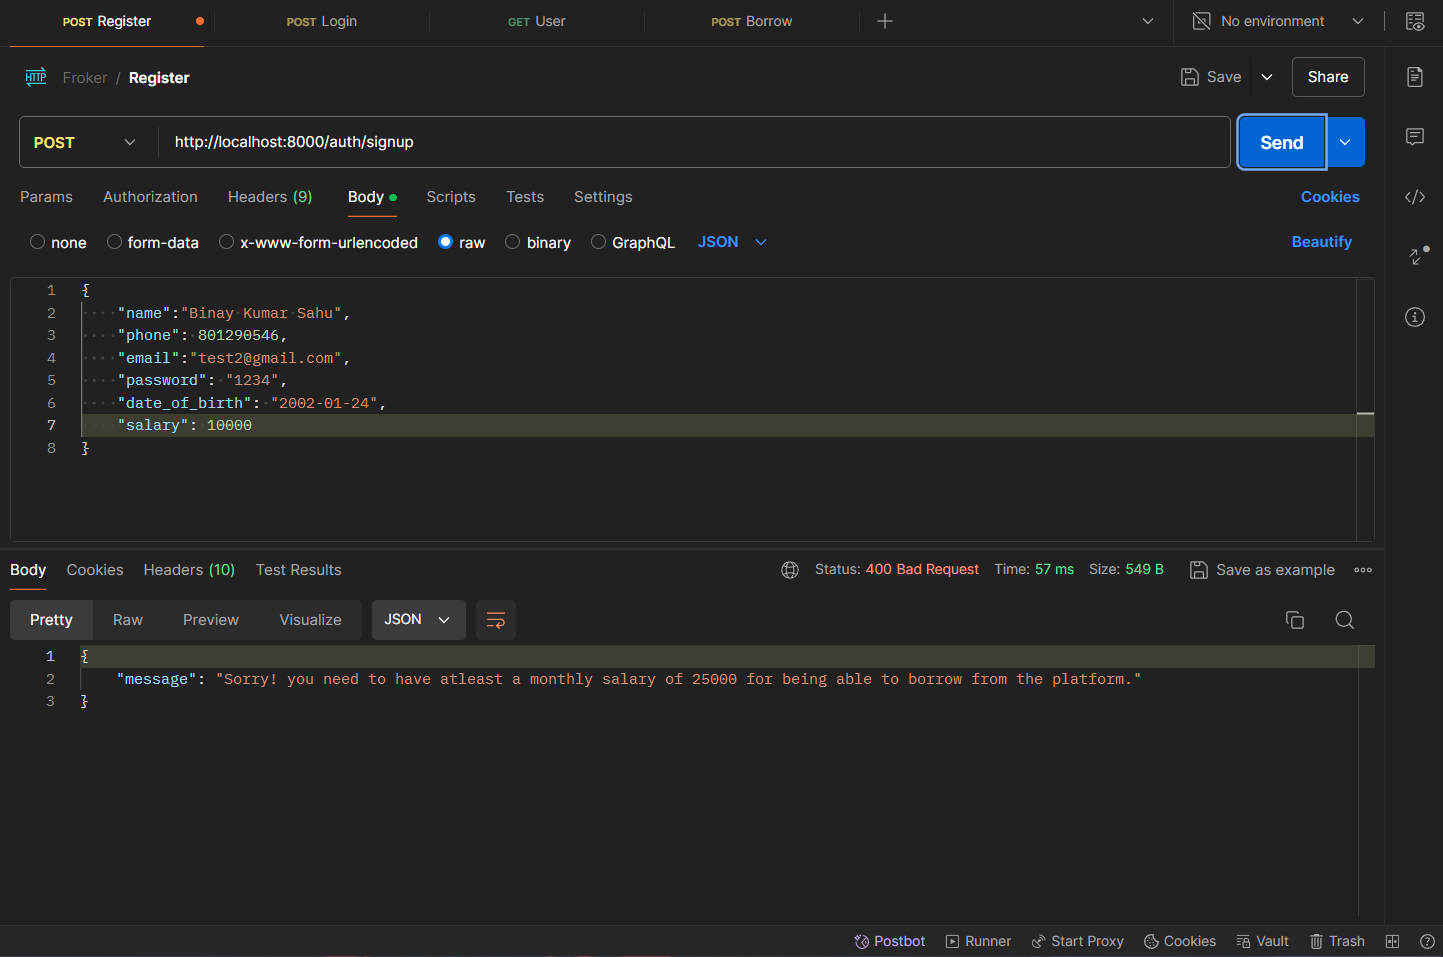 POST Register POST Login GET User POST Borrow No environment
HTTP Froker / Register Save Share
POST http://localhost:8000/auth/signup Send
Params Authorization Headers (9) Body Scripts Tests Settings Cookies
none form-data x-www-form-urlencoded raw binary GraphQL JSON Beautify
1 {
2 "name":"Binay Kumar Sahu",
3 "phone": 801290546,
4 "email":"test2@gmail.com",
5 "password": "1234",
6 "date_of_birth": "2002-01-24",
7 "salary": 10000
8 }
Body Cookies Headers (10) Test Results Status: 400 Bad Request Time: 57 ms Size: 549 B Save as example
Pretty Raw Preview Visualize JSON
1 {
2 "message": "Sorry! you need to have atleast a monthly salary of 25000 for being able to borrow from the platform."
3 }
Postbot Runner Start Proxy Cookies Vault Trash